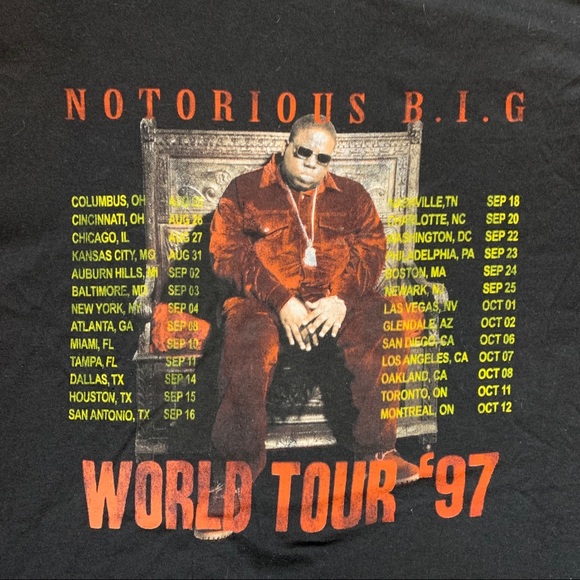 NOTORIOUS B.I.G
COLUMBUS, OH
CINCINNATI, OH AUG 26
CHICAGO, IL AUG 27
KANSAS CITY, MO AUG 31
AUBURN HILLS, MI SEP 02
BALTIMORE, MD SEP 03
NEW YORK, NY SEP 04
ATLANTA, GA SEP 08
MIAMI, FL SEP 10
TAMPA, FL SEP 11
DALLAS, TX SEP 14
HOUSTON, TX SEP 15
SAN ANTONIO, TX SEP 16
SEP 18
CHARLOTTE, NC SEP 20
WASHINGTON, DC SEP 22
PHILADELPHIA, PA SEP 23
BOSTON, MA SEP 24
NEWARK, NJ SEP 25
LAS VEGAS, NV OCT 01
GLENDALE, AZ OCT 02
SAN DIEGO, CA OCT 06
LOS ANGELES, CA OCT 07
OAKLAND, CA OCT 08
TORONTO, ON OCT 11
MONTREAL, ON OCT 12
WORLD TOUR ‘97